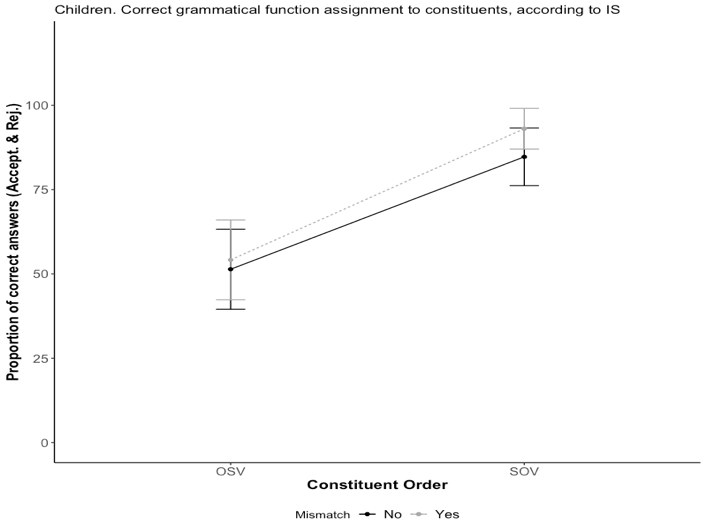 Children. Correct grammatical function assignment to constituents, according to IS
Proportion of correct answers (Accept. & Rej.)
100
75
50
25
0
OSV SOV
Constituent Order
Mismatch No Yes